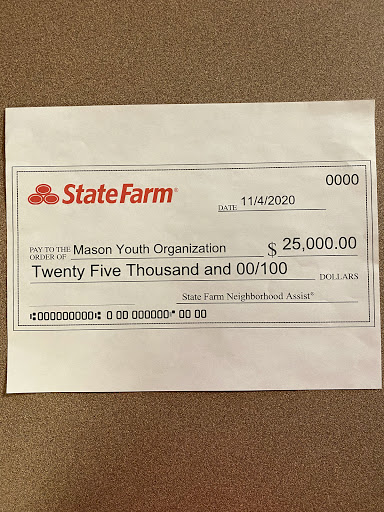 0000
StateFarm®
DATE 11/4/2020
PAY TO THE
ORDER OF Mason Youth Organization $ 25,000.00
Twenty Five Thousand and 00/100 DOLLARS
State Farm Neighborhood Assist®
⑆000000000⑆ 0 00 000000⑈ 00 00